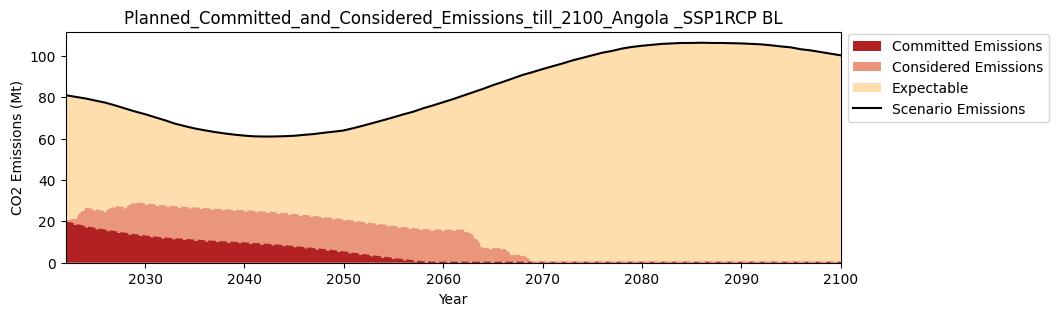 Planned_Committed_and_Considered_Emissions_till_2100_Angola _SSP1RCP BL
CO2 Emissions (Mt)
100
80
60
40
20
0
2030 2040 2050 2060 2070 2080 2090 2100
Year
Committed Emissions
Considered Emissions
Expectable
Scenario Emissions